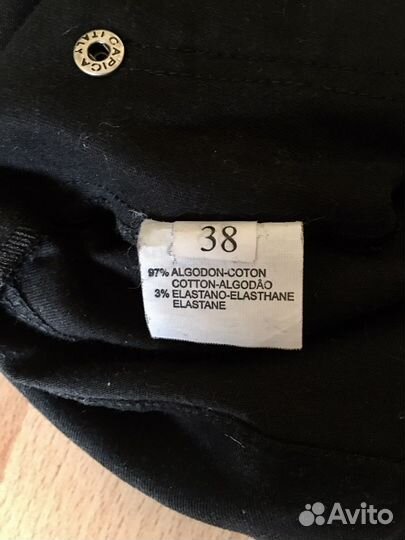 CAPICA
ITALY
38
97% ALGODON-COTON
COTTON-ALGODÃO
3% ELASTANO-ELASTHANE
ELASTANE
Avito